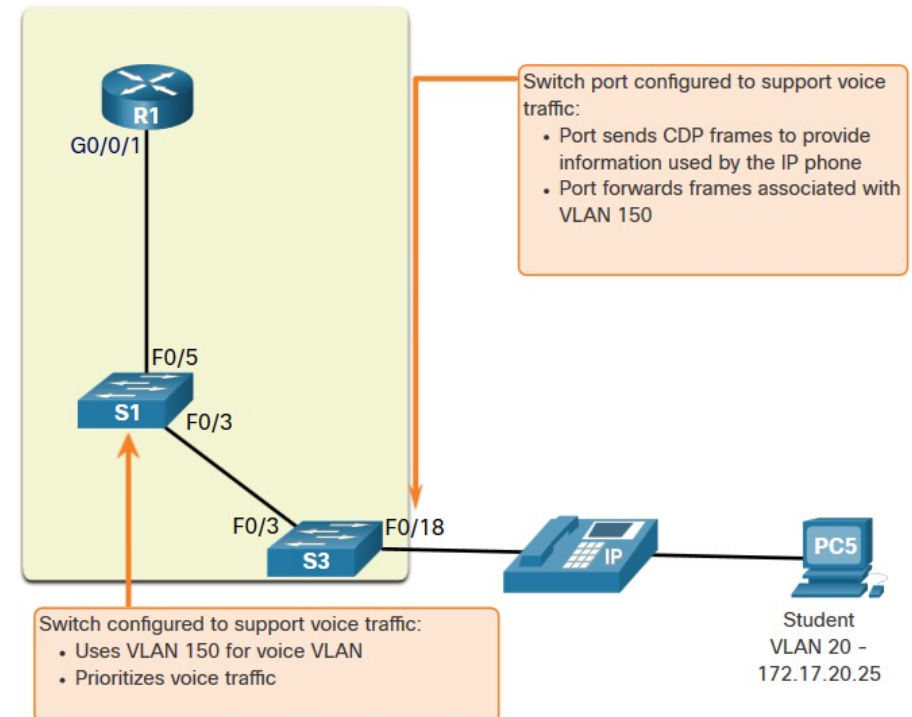 R1
G0/0/1
Switch port configured to support voice
traffic:
• Port sends CDP frames to provide
information used by the IP phone
• Port forwards frames associated with
VLAN 150
F0/5
S1
F0/3
F0/3
F0/18
S3
IP
PC5
Student
VLAN 20 –
172.17.20.25
Switch configured to support voice traffic:
• Uses VLAN 150 for voice VLAN
• Prioritizes voice traffic